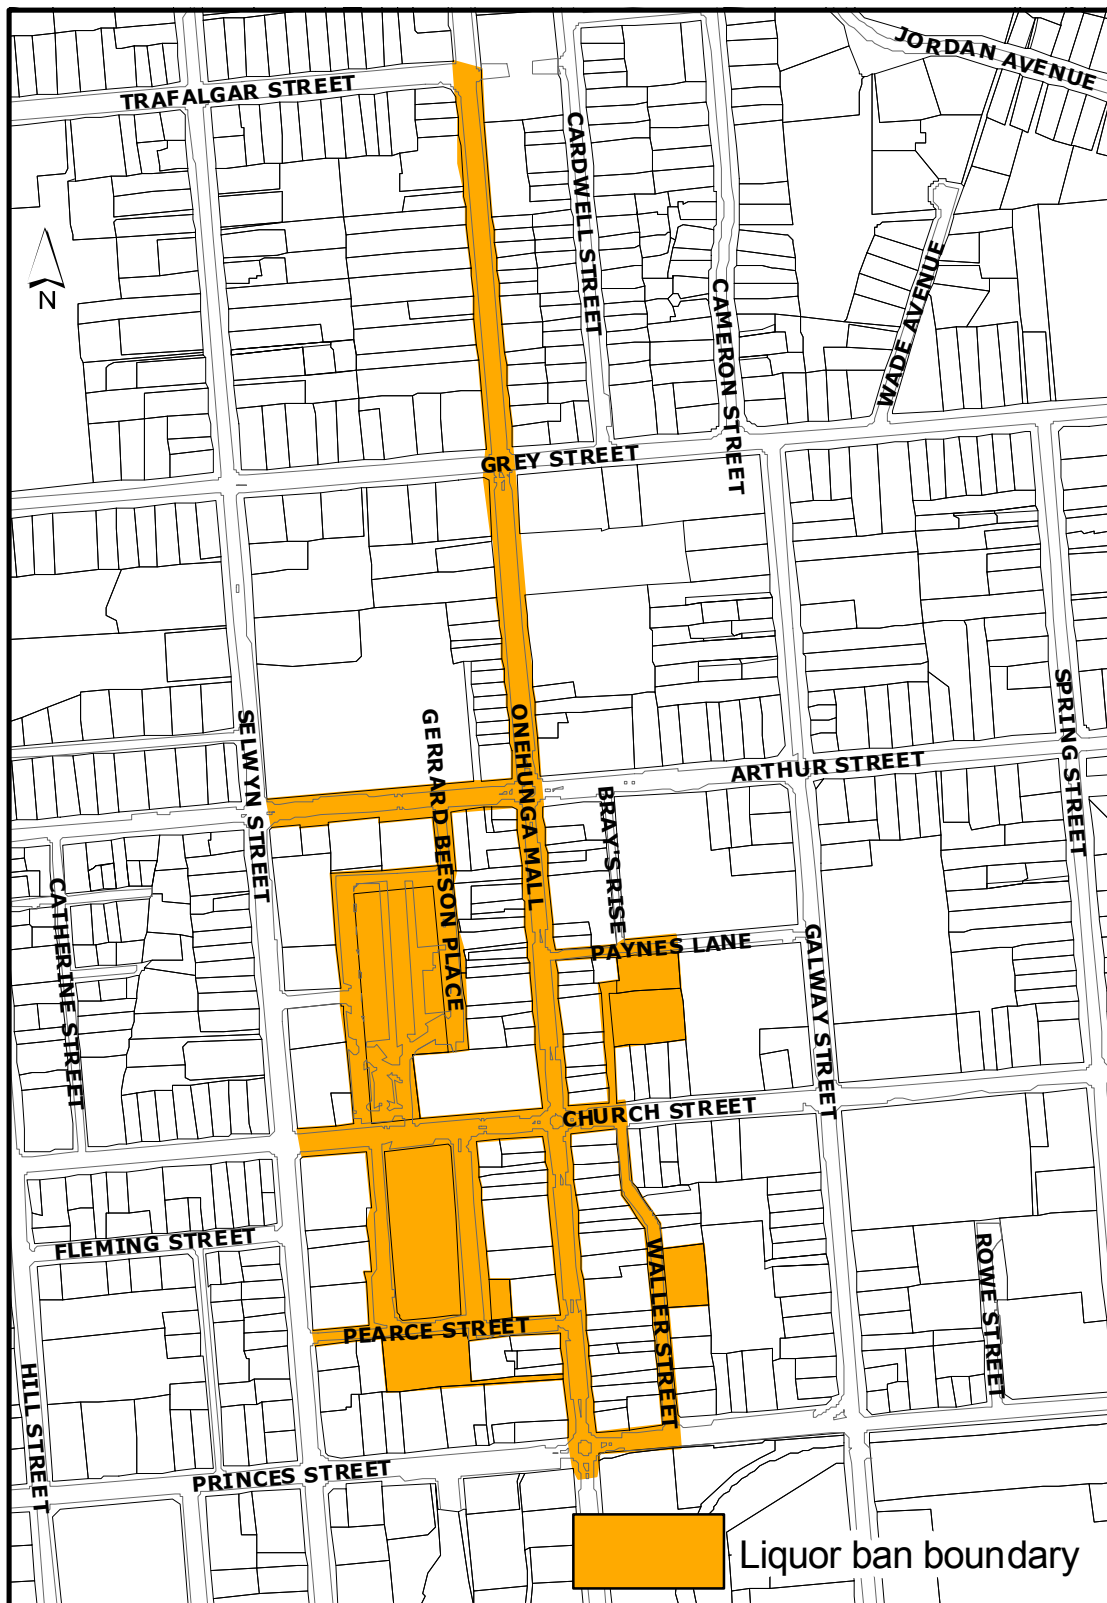 JORDAN AVENUE
TRAFALGAR STREET
CARDWELL STREET
N
WADE AVENUE
CAMERON STREET
GREY STREET
SPRING STREET
SELWYN STREET
GERRARD BEESON PLACE
ONEHUNGA MALL
ARTHUR STREET
BRAY'S RISE
CATHERINE STREET
PAYNES LANE
GALWAY STREET
CHURCH STREET
FLEMING STREET
WALLER STREET
ROWE STREET
PEARCE STREET
HILL STREET
PRINCES STREET
Liquor ban boundary